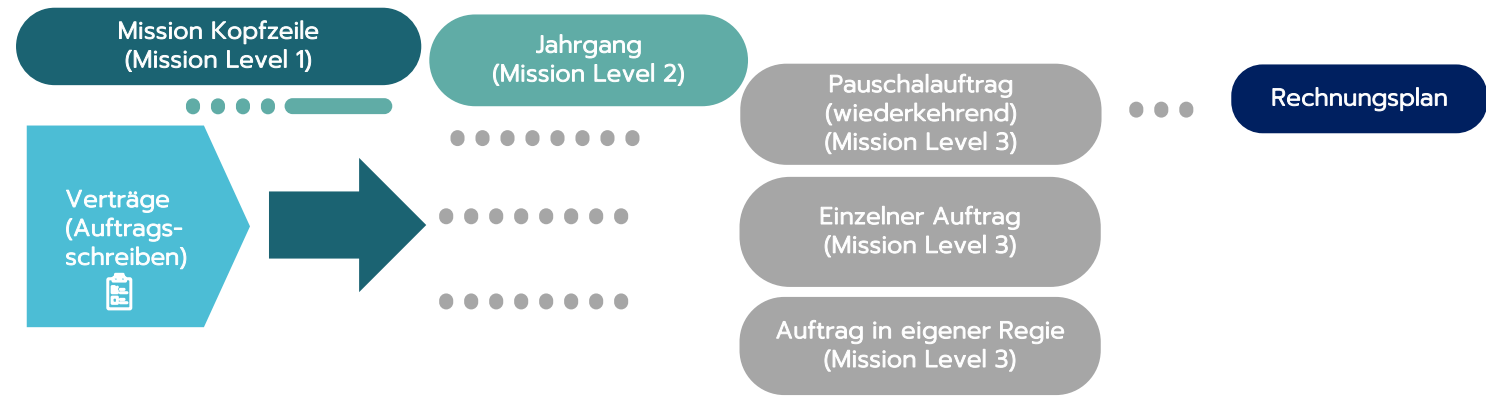 Mission Kopfzeile
(Mission Level 1)
Jahrgang
(Mission Level 2)
Pauschalauftrag
(wiederkehrend)
(Mission Level 3)
Rechnungsplan
Verträge
(Auftrags-
schreiben)
Einzelner Auftrag
(Mission Level 3)
Auftrag in eigener Regie
(Mission Level 3)